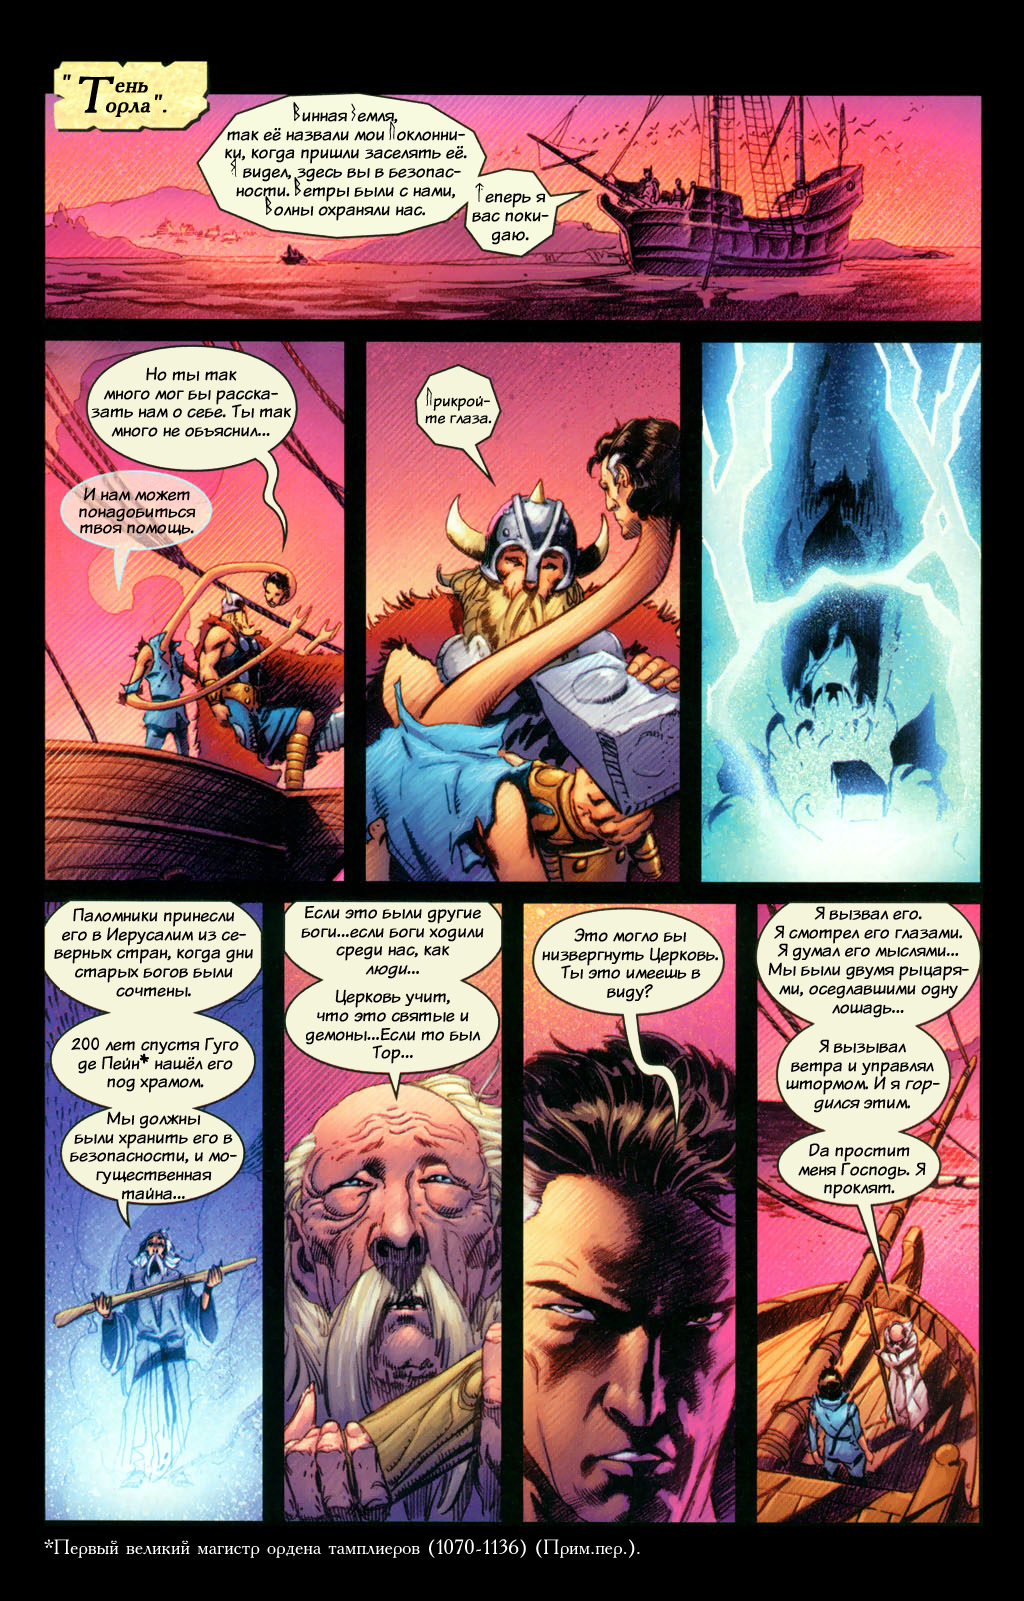 "Тень
Торла".
Винная Земля,
так её назвали мои Поклонни-
ки, когда пришли заселять её.
Я видел, здесь вы в безопас-
ности. Ветры были с нами,
Волны охраняли нас.
Теперь я
вас поки-
даю.
Но ты так
много мог бы расска-
зать нам о себе. Ты так
много не объяснил...
И нам может
понадобиться
твоя помощь.
Прикрой-
те глаза.
Паломники принесли
его в Иерусалим из се-
верных стран, когда дни
старых богов были
сочтены.
200 лет спустя Гуго
де Пейн* нашёл его
под храмом.
Мы должны
были хранить его в
безопасности, и мо-
гущественная
тайна...
Если это были другие
боги...если боги ходили
среди нас, как
люди...
Церковь учит,
что это святые и
демоны...Если то был
Тор...
Это могло бы
низвергнуть Церковь.
Ты это имеешь в
виду?
Я вызвал его.
Я смотрел его глазами.
Я думал его мыслями...
Мы были двумя рыцаря-
ми, оседлавшими одну
лошадь...
Я вызывал
ветра и управлял
штормом. И я гор-
дился этим.
Да простит
меня Господь. Я
проклят.
*Первый великий магистр ордена тамплиеров (1070-1136) (Прим.пер.).